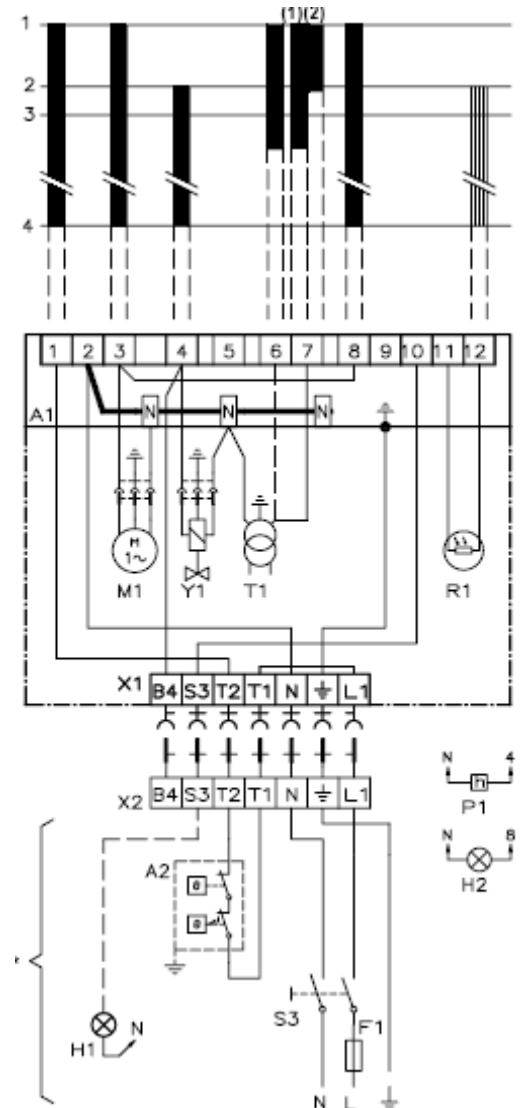 1 (1)(2)
2
3
4
1 2 3 4 5 6 7 8 9 10 11 12
A1 N N N
M 1~
M1 Y1 T1 R1
X1 B4 S3 T2 T1 N L1
X2 B4 S3 T2 T1 N L1
N h 4
P1
N 8
H2
A2 θ
θ
S3 F1
H1 N
N L